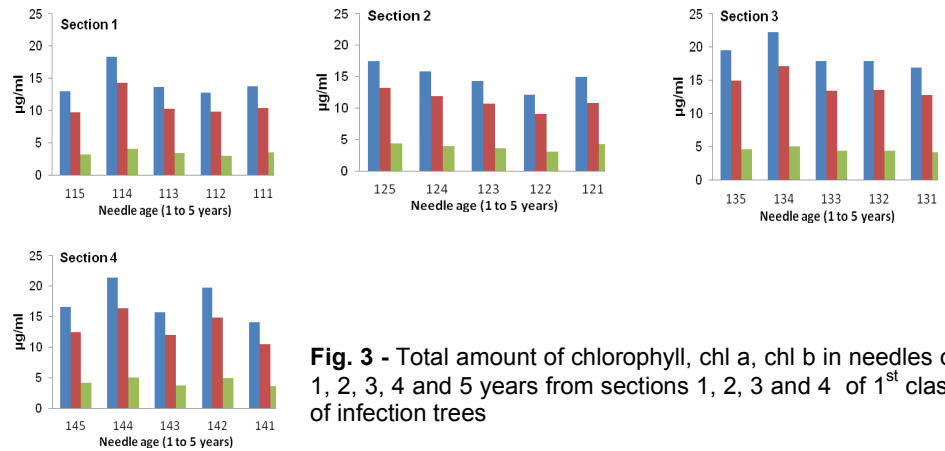 Section 1
25
20
15
10
5
0
µg/ml
115 114 113 112 111
Needle age (1 to 5 years)
Section 2
25
20
15
10
5
0
µg/ml
125 124 123 122 121
Needle age (1 to 5 years)
Section 3
25
20
15
10
5
0
µg/ml
135 134 133 132 131
Needle age (1 to 5 years)
Section 4
25
20
15
10
5
0
µg/ml
145 144 143 142 141
Needle age (1 to 5 years)
Fig. 3 - Total amount of chlorophyll, chl a, chl b in needles
1, 2, 3, 4 and 5 years from sections 1, 2, 3 and 4 of 1st clas
of infection trees